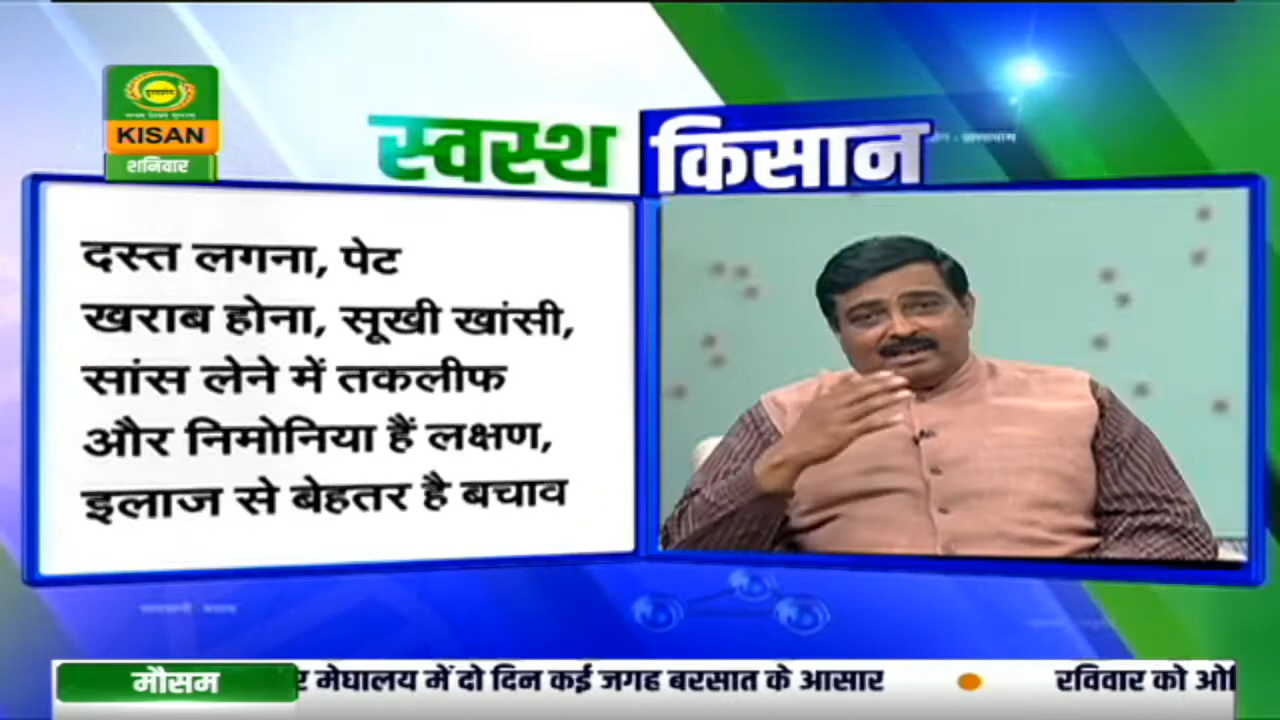 KISAN
शनिवार
स्वस्थ किसान
दस्त लगना, पेट
खराब होना, सूखी खांसी,
सांस लेने में तकलीफ
और निमोनिया हैं लक्षण,
इलाज से बेहतर है बचाव
मौसम
मेघालय में दो दिन कई जगह बरसात के आसार
रविवार को